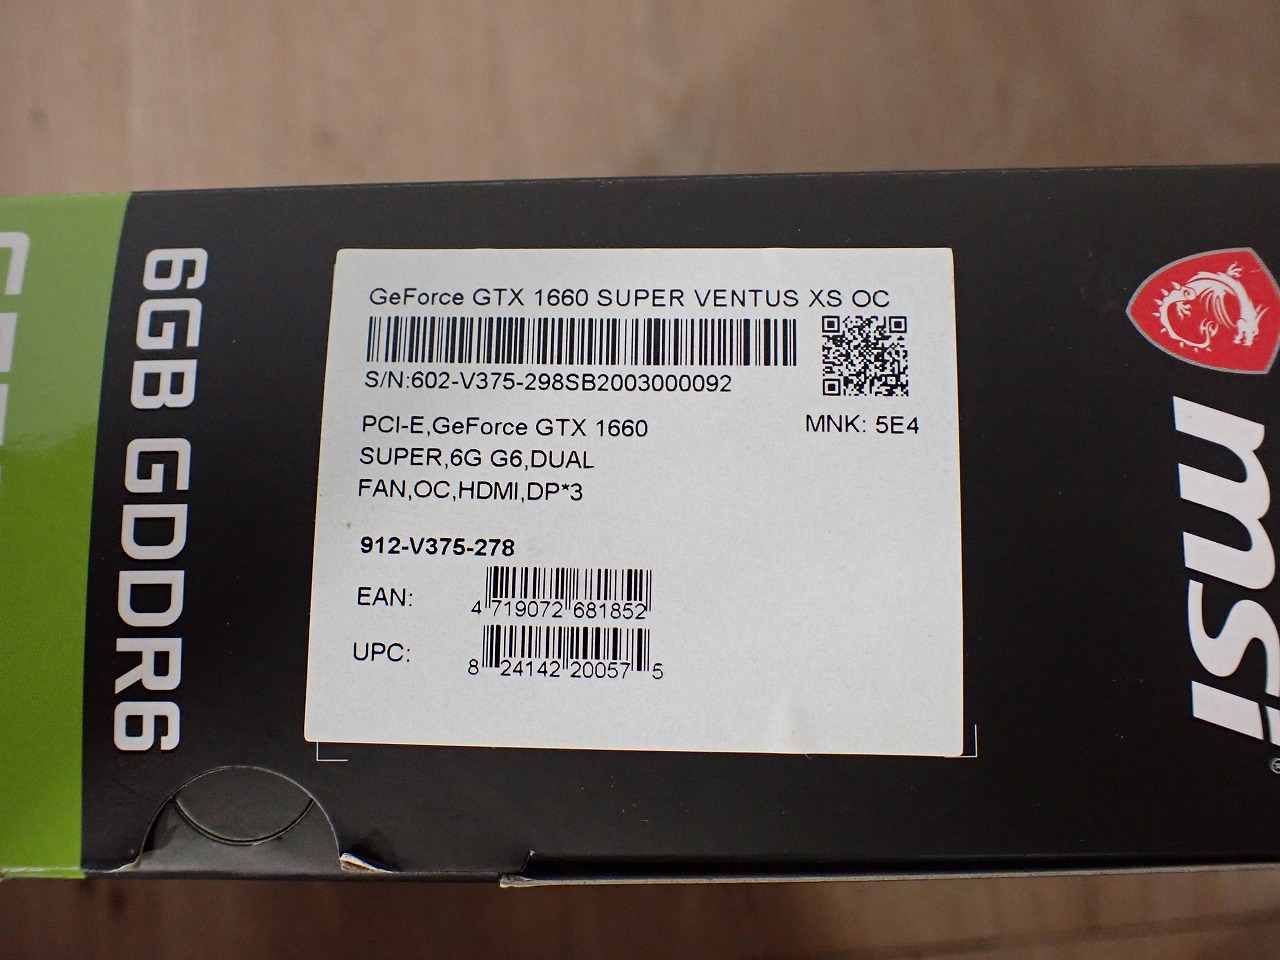 6GB GDDR6
GeForce GTX 1660 SUPER VENTUS XS OC
S/N:602-V375-298SB2003000092
PCI-E,GeForce GTX 1660
SUPER,6G G6,DUAL
FAN,OC,HDMI,DP*3
MNK: 5E4
912-V375-278
EAN:
4 719072 681852
UPC:
8 24142 20057 5
msi